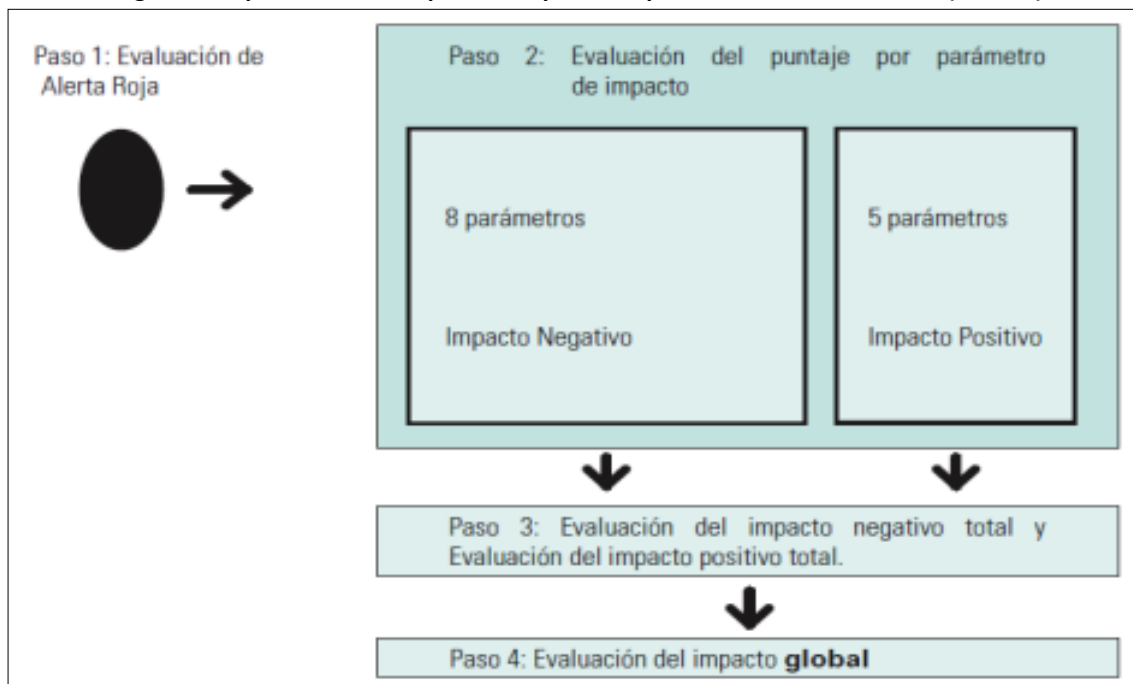 Paso 1: Evaluación de
Alerta Roja
Paso 2: Evaluación del puntaje por parámetro
de impacto
8 parámetros
Impacto Negativo
5 parámetros
Impacto Positivo
Paso 3: Evaluación del impacto negativo total y
Evaluación del impacto positivo total.
Paso 4: Evaluación del impacto global